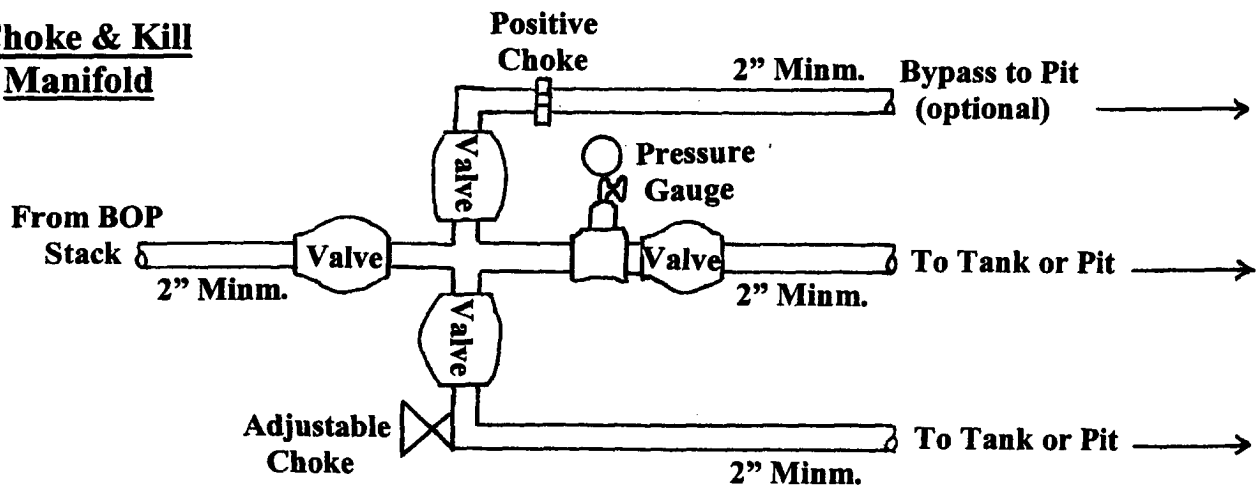 hoke & Kill
Manifold
Positive
Choke
2” Minm.
Bypass to Pit
(optional)
Valve
Pressure
Gauge
From BOP
Stack
Valve
Valve
To Tank or Pit
2” Minm.
2” Minm.
Valve
Adjustable
Choke
To Tank or Pit
2” Minm.